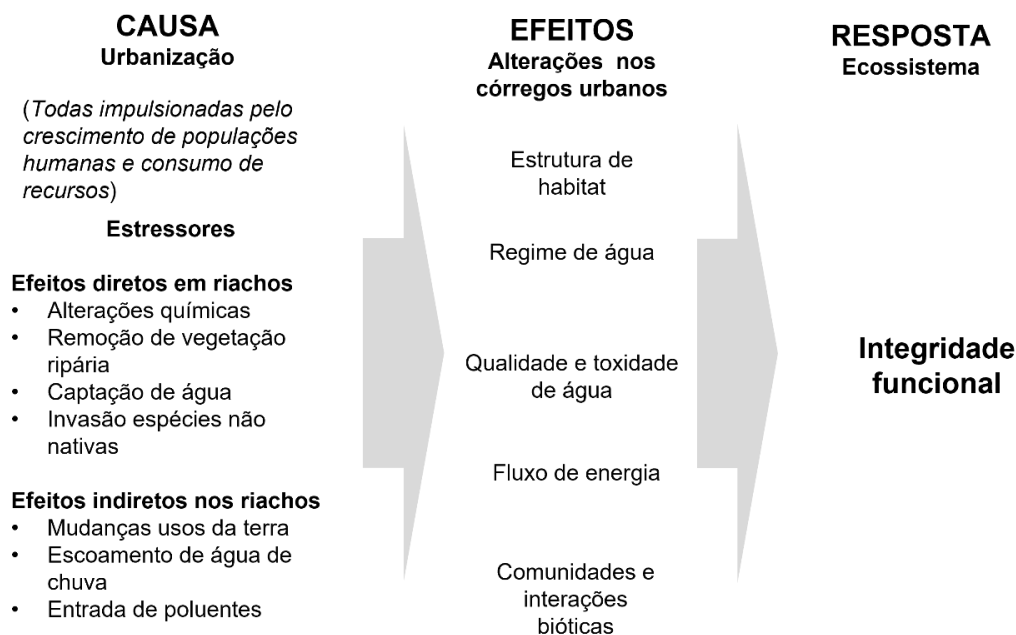 CAUSA
Urbanização
(Todas impulsionadas pelo
crescimento de populações
humanas e consumo de
recursos)
Estressores
Efeitos diretos em riachos
• Alterações químicas
• Remoção de vegetação
ripária
• Captação de água
• Invasão espécies não
nativas
Efeitos indiretos nos riachos
• Mudanças usos da terra
• Escoamento de água de
chuva
• Entrada de poluentes
EFEITOS
Alterações nos
córregos urbanos
Estrutura de
habitat
Regime de água
Qualidade e toxidade
de água
Fluxo de energia
Comunidades e
interações
bióticas
RESPOSTA
Ecossistema
Integridade
funcional